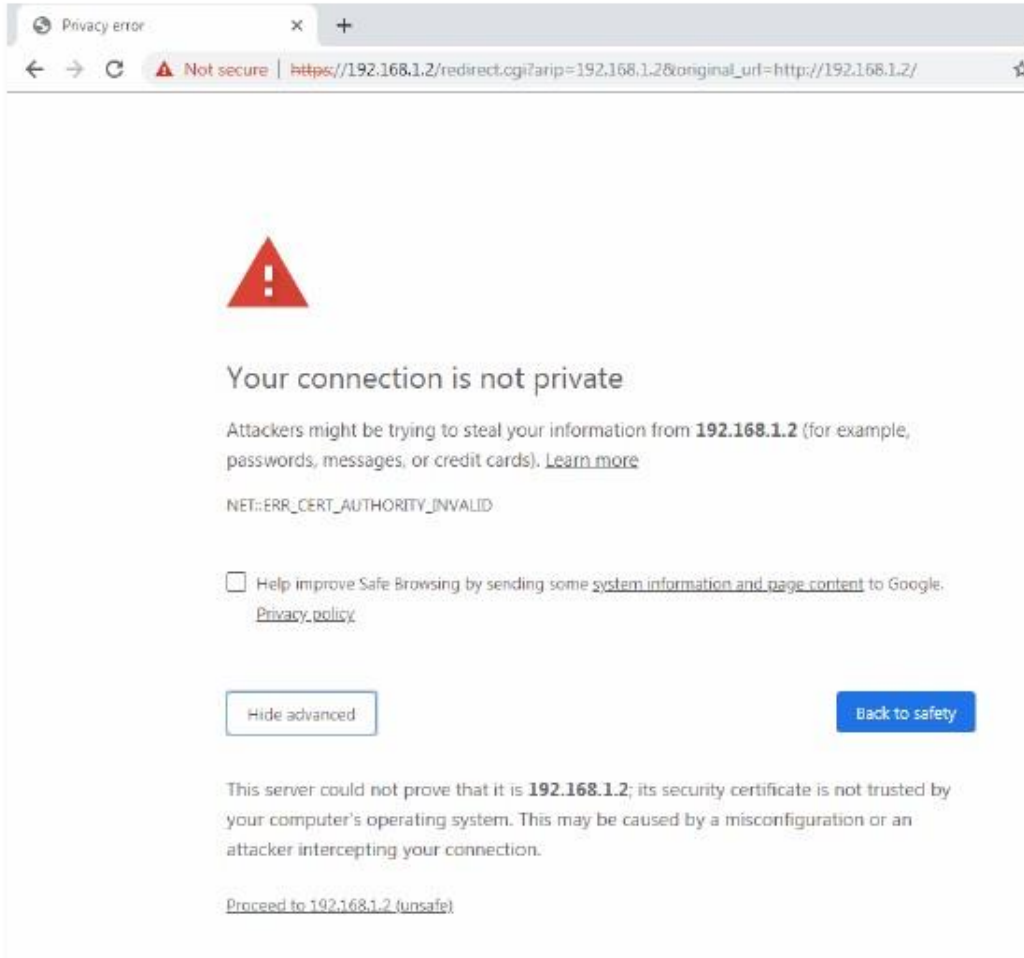 Privacy error
Not secure | https://192.168.1.2/redirect.cgi?arip=192.168.1.2&original_url=http://192.168.1.2/
Your connection is not private
Attackers might be trying to steal your information from 192.168.1.2 (for example,
passwords, messages, or credit cards). Learn more
NET::ERR_CERT_AUTHORITY_INVALID
Help improve Safe Browsing by sending some system information and page content to Google.
Privacy policy
Hide advanced
Back to safety
This server could not prove that it is 192.168.1.2; its security certificate is not trusted by
your computer's operating system. This may be caused by a misconfiguration or an
attacker intercepting your connection.
Proceed to 192.168.1.2 (unsafe)